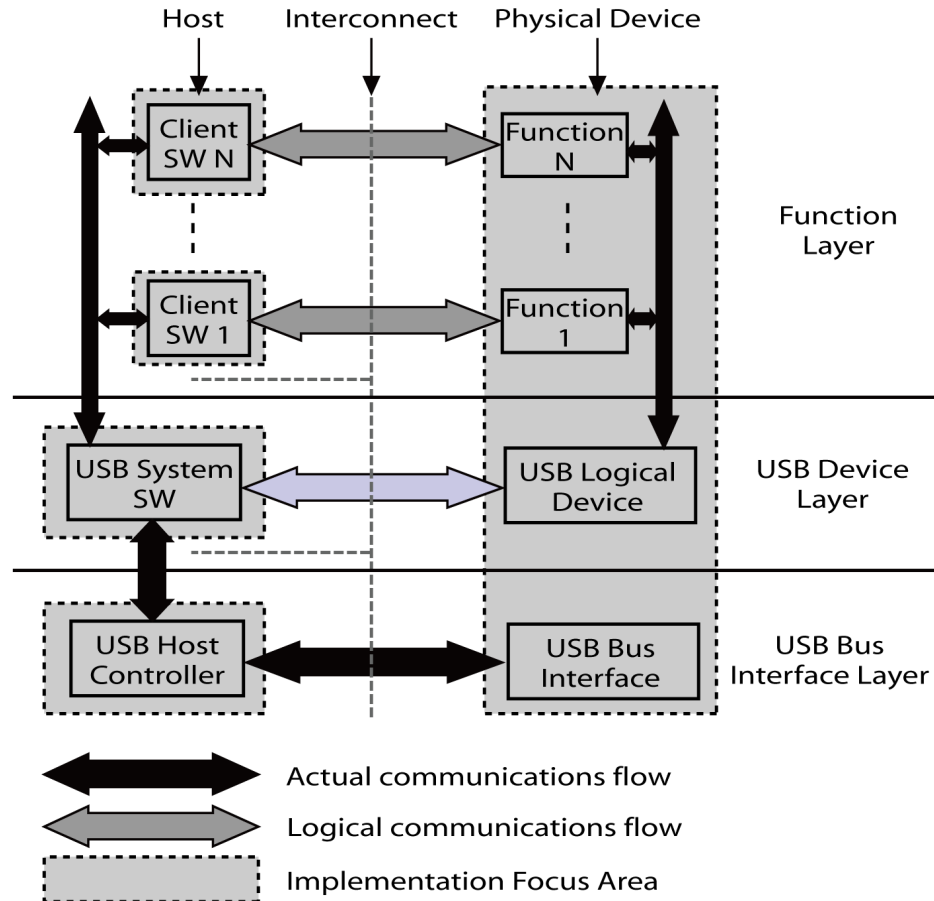 Host
Interconnect
Physical Device
Client
SW N
Function
N
Function
Layer
Client
SW 1
Function
1
USB System
SW
USB Logical
Device
USB Device
Layer
USB Host
Controller
USB Bus
Interface
USB Bus
Interface Layer
Actual communications flow
Logical communications flow
Implementation Focus Area